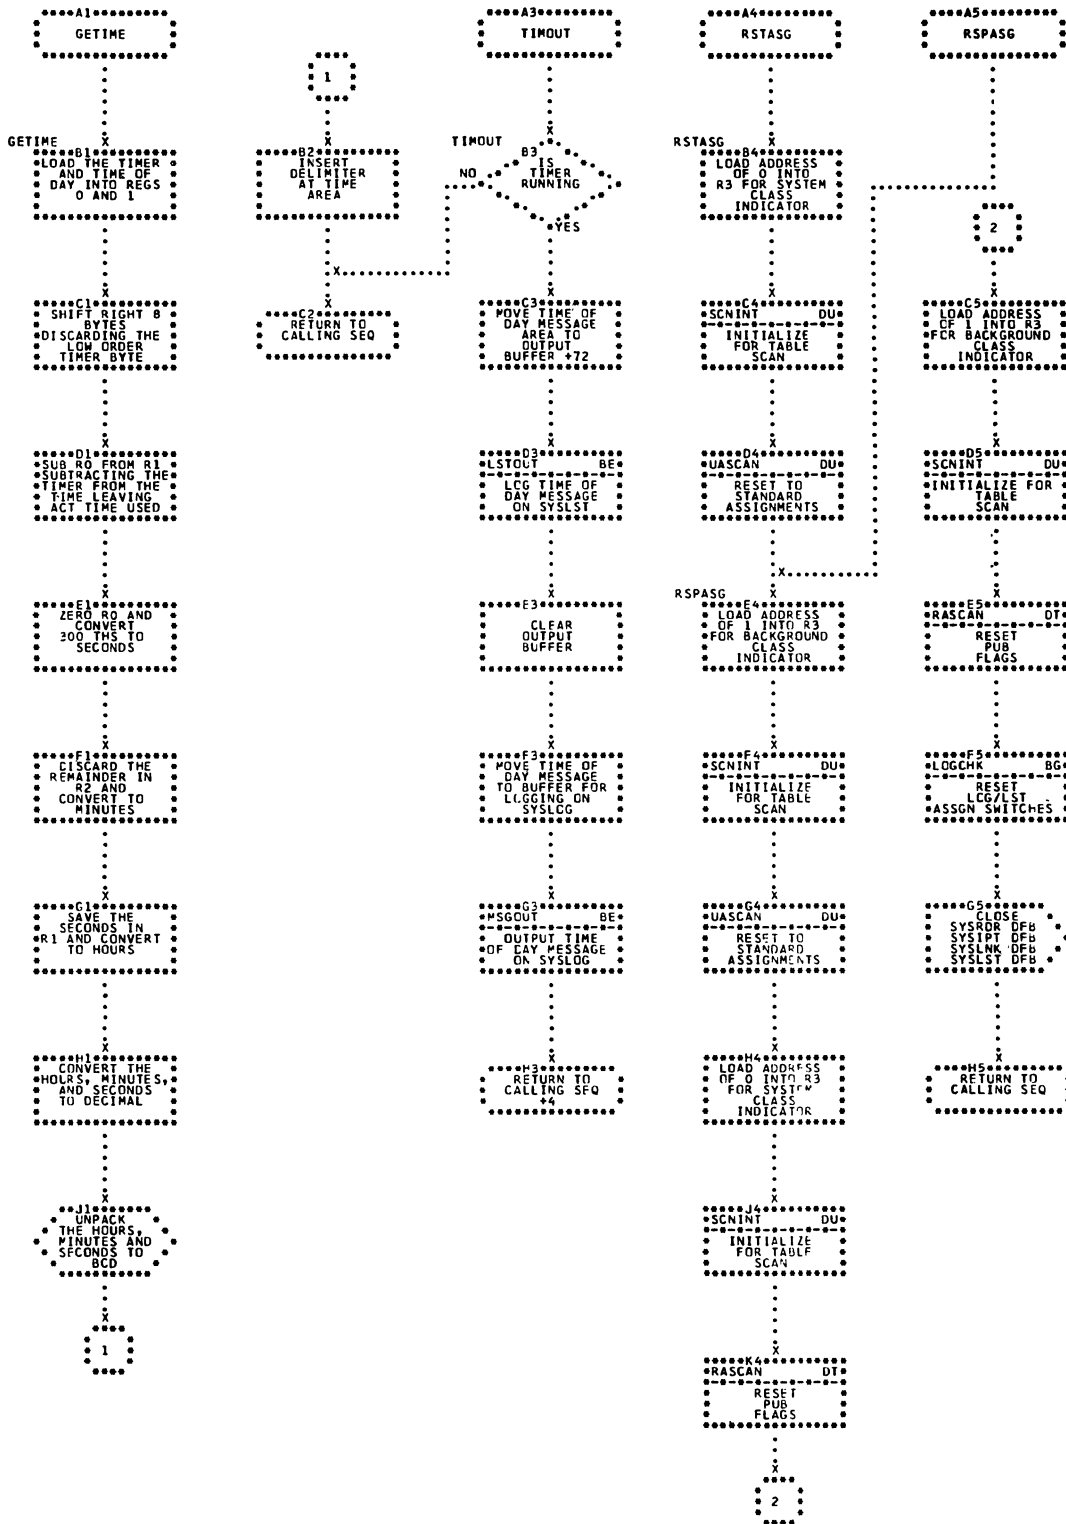 A1
GETIME
GETIME
B1
LOAD THE TIMER
AND TIME OF
DAY INTO REGS
0 AND 1
C1
SHIFT RIGHT 8
BYTES
DISCARDING THE
LOW ORDER
TIMER BYTE
D1
SUB R0 FROM R1
SUBTRACTING THE
TIMER FROM THE
TIME LEAVING
ACT TIME USED
E1
ZERO R0 AND
CONVERT
300 THS TO
SECONDS
F1
DISCARD THE
REMAINDER IN
R2 AND
CONVERT TO
MINUTES
G1
SAVE THE
SECONDS IN
R1 AND CONVERT
TO HOURS
H1
CONVERT THE
HOURS, MINUTES,
AND SECONDS
TO DECIMAL
J1
UNPACK
THE HOURS,
MINUTES AND
SECONDS TO
BCD
1
1
B2
INSERT
DELIMITER
AT TIME
AREA
C2
RETURN TO
CALLING SEQ
A3
TIMOUT
TIMOUT
B3
IS
TIMER
RUNNING
NO
YES
C3
MOVE TIME OF
DAY MESSAGE
AREA TO
OUTPUT
BUFFER +72
D3
LSTOUT BE
LOG TIME OF
DAY MESSAGE
ON SYSLST
E3
CLEAR
OUTPUT
BUFFER
F3
MOVE TIME OF
DAY MESSAGE
TO BUFFER FOR
LOGGING ON
SYSLOG
G3
MSGOUT BE
OUTPUT TIME
OF DAY MESSAGE
ON SYSLOG
H3
RETURN TO
CALLING SEQ
+4
A4
RSTASG
RSTASG
B4
LOAD ADDRESS
OF 0 INTO
R3 FOR SYSTEM
CLASS
INDICATOR
C4
SCNINT DU
INITIALIZE
FOR TABLE
SCAN
D4
UASCAN DU
RESET TO
STANDARD
ASSIGNMENTS
RSPASG
E4
LOAD ADDRESS
OF 1 INTO R3
FOR BACKGROUND
CLASS
INDICATOR
F4
SCNINT DU
INITIALIZE
FOR TABLE
SCAN
G4
UASCAN DU
RESET TO
STANDARD
ASSIGNMENTS
H4
LOAD ADDRESS
OF 0 INTO R3
FOR SYSTEM
CLASS
INDICATOR
J4
SCNINT DU
INITIALIZE
FOR TABLE
SCAN
K4
RASCAN DT
RESET
PUB
FLAGS
2
A5
RSPASG
2
C5
LOAD ADDRESS
OF 1 INTO R3
FOR BACKGROUND
CLASS
INDICATOR
D5
SCNINT DU
INITIALIZE FOR
TABLE
SCAN
E5
RASCAN DT
RESET
PUB
FLAGS
F5
LOGCHK BG
RESET
LOG/LST
ASSGN SWITCHES
G5
CLOSE
SYSRDR DFB
SYSIPT DFB
SYSLNK DFB
SYSLST DFB
H5
RETURN TO
CALLING SEQ